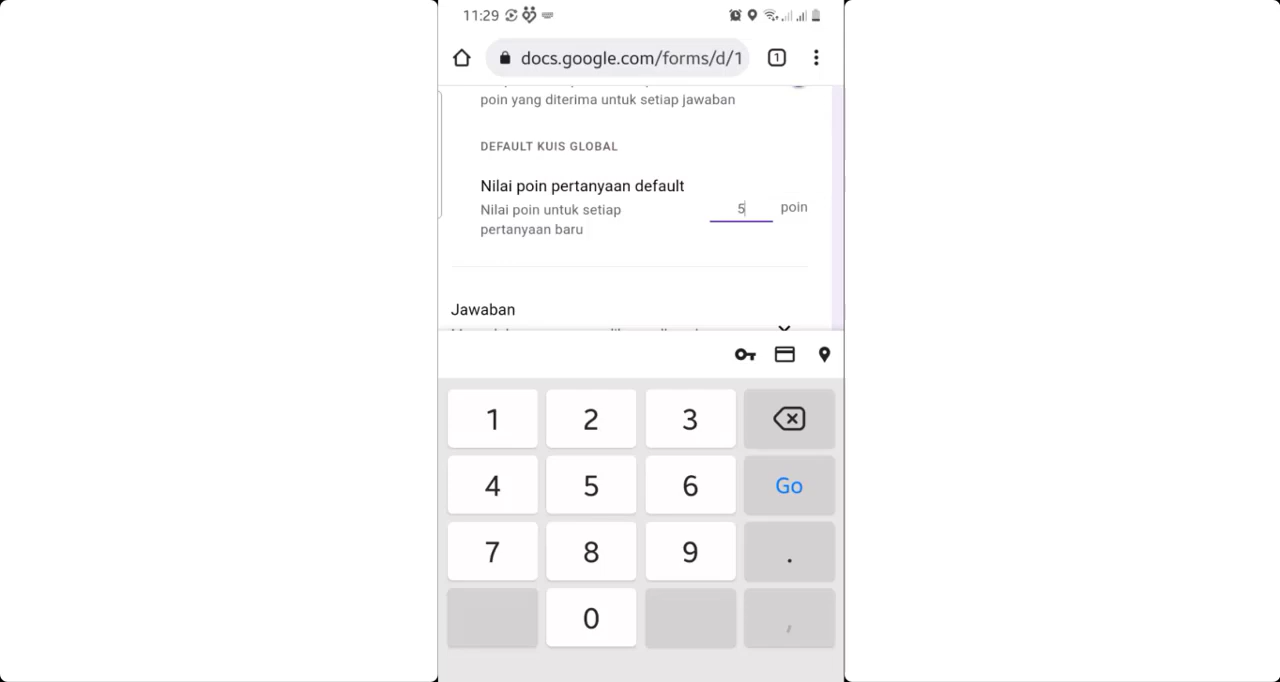 11:29
docs.google.com/forms/d/1
1
poin yang diterima untuk setiap jawaban
DEFAULT KUIS GLOBAL
Nilai poin pertanyaan default
Nilai poin untuk setiap
pertanyaan baru
5
poin
Jawaban
1 2 3
4 5 6 Go
7 8 9 .
0 ,